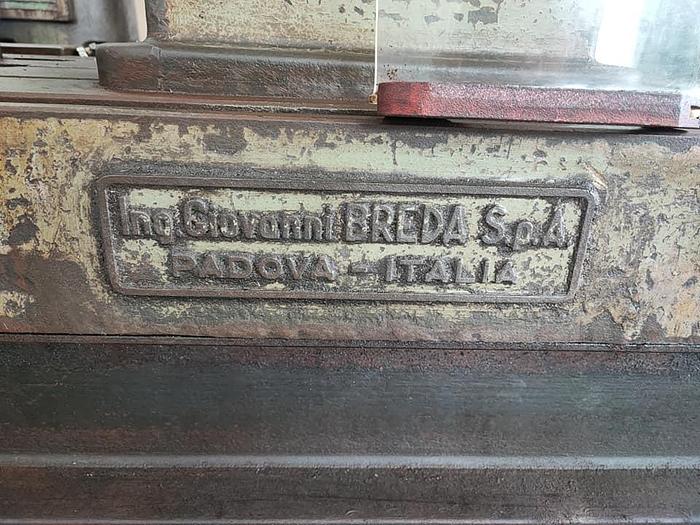 Ing Giovanni BREDA S.p.A.
PADOVA - ITALIA